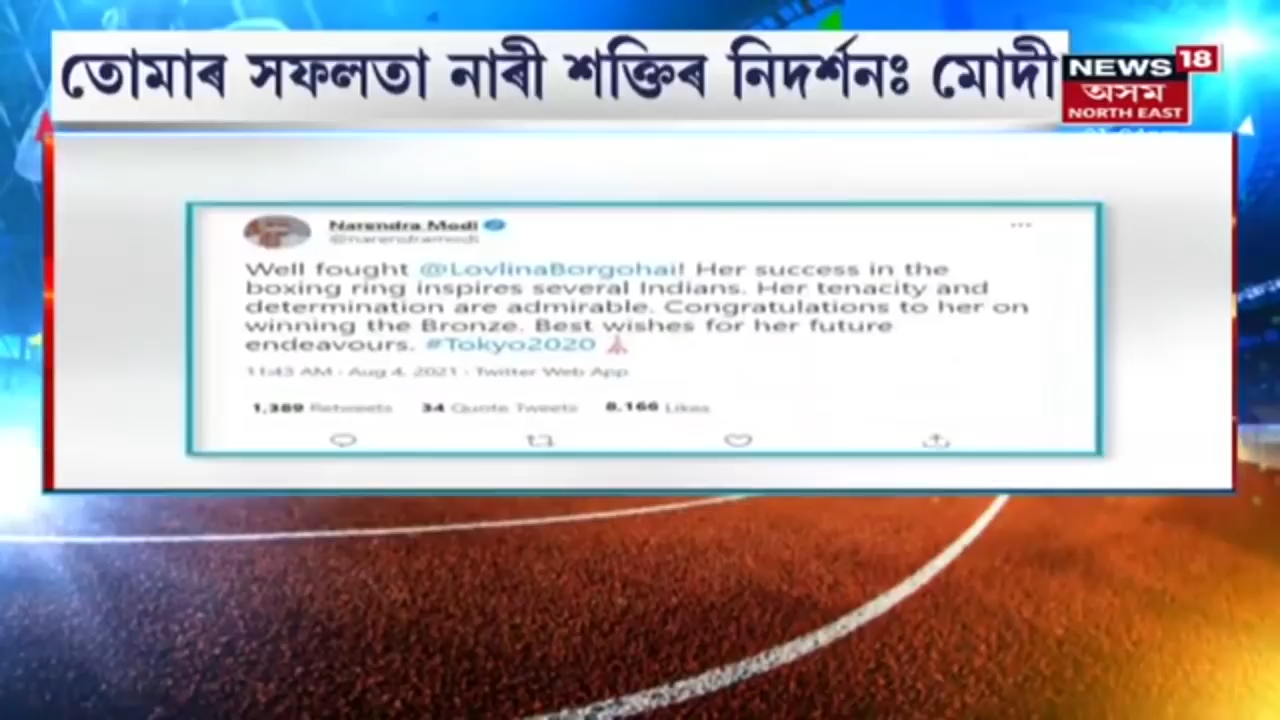 তোমাৰ সফলতা নাৰী শক্তিৰ নিদৰ্শনঃ মোদী
NEWS 18
অসম
NORTH EAST
Narendra Modi
@narendramodi
Well fought @LovlinaBorgohai! Her success in the
boxing ring inspires several Indians. Her tenacity and
determination are admirable. Congratulations to her on
winning the Bronze. Best wishes for her future
endeavours. #Tokyo2020
11:43 AM · Aug 4, 2021 · Twitter Web App
1,389 Retweets 34 Quote Tweets 8,166 Likes